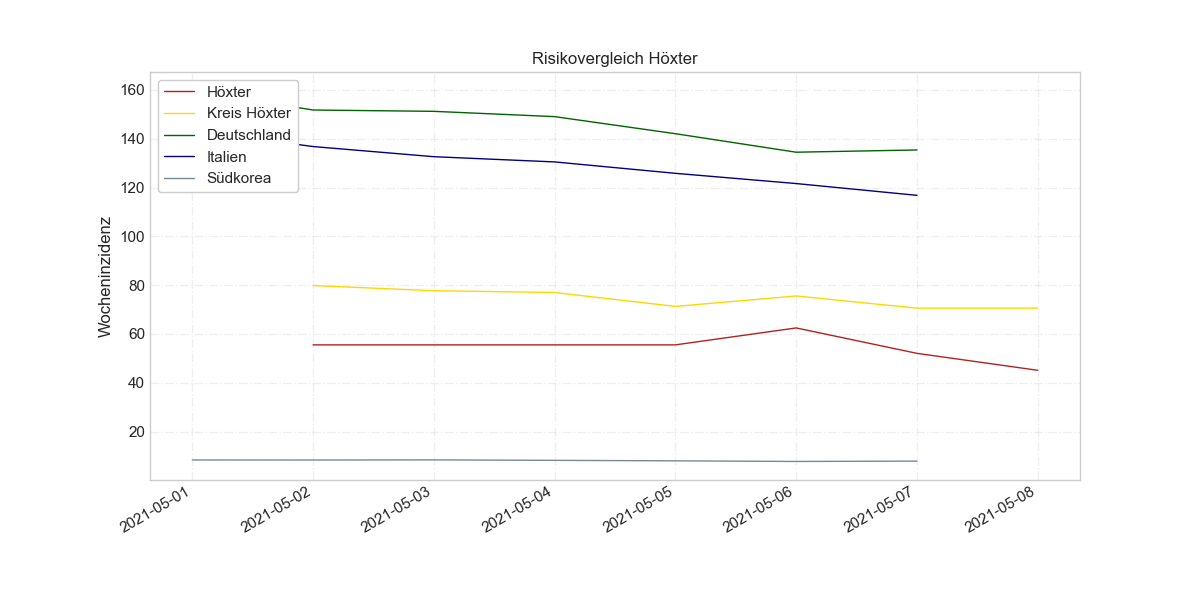 Risikovergleich Höxter
Höxter
Kreis Höxter
Deutschland
Italien
Südkorea
Wocheninzidenz
160
140
120
100
80
60
40
20
2021-05-01
2021-05-02
2021-05-03
2021-05-04
2021-05-05
2021-05-06
2021-05-07
2021-05-08